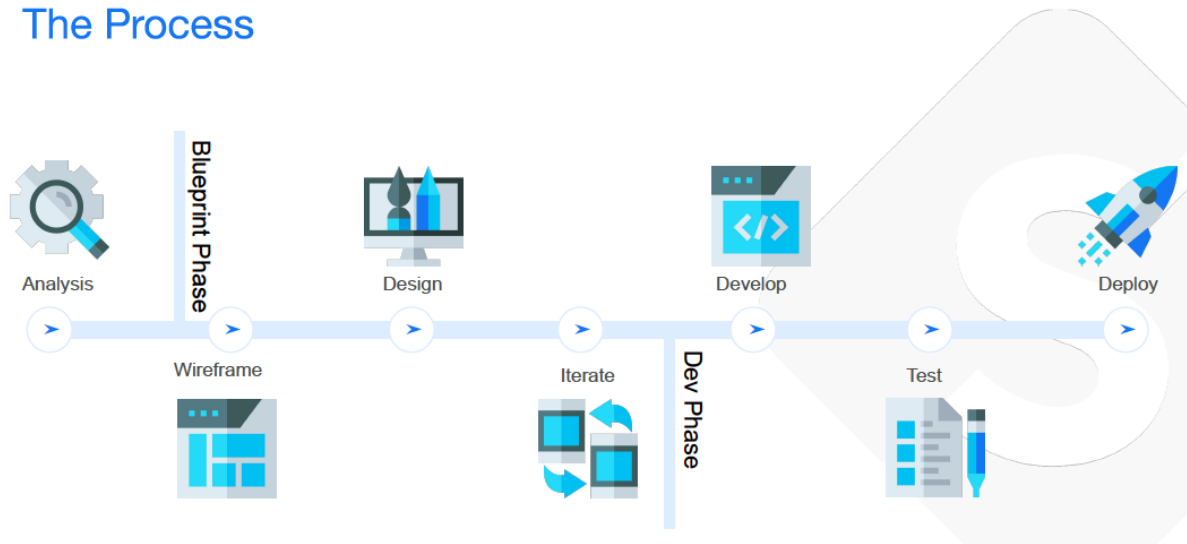 The Process
Blueprint Phase
Analysis
Design
Develop
Deploy
Wireframe
Iterate
Dev Phase
Test